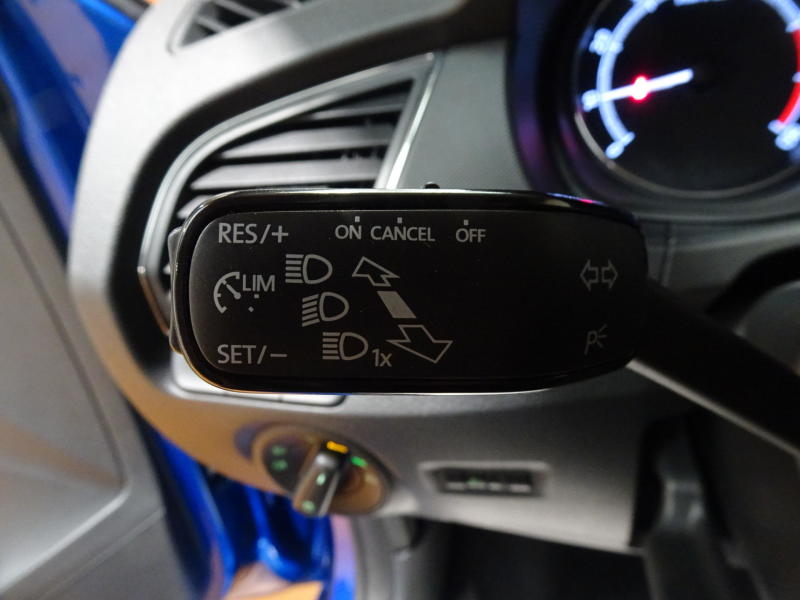 RES/+ ON CANCEL OFF
LIM
SET/−
1x
P